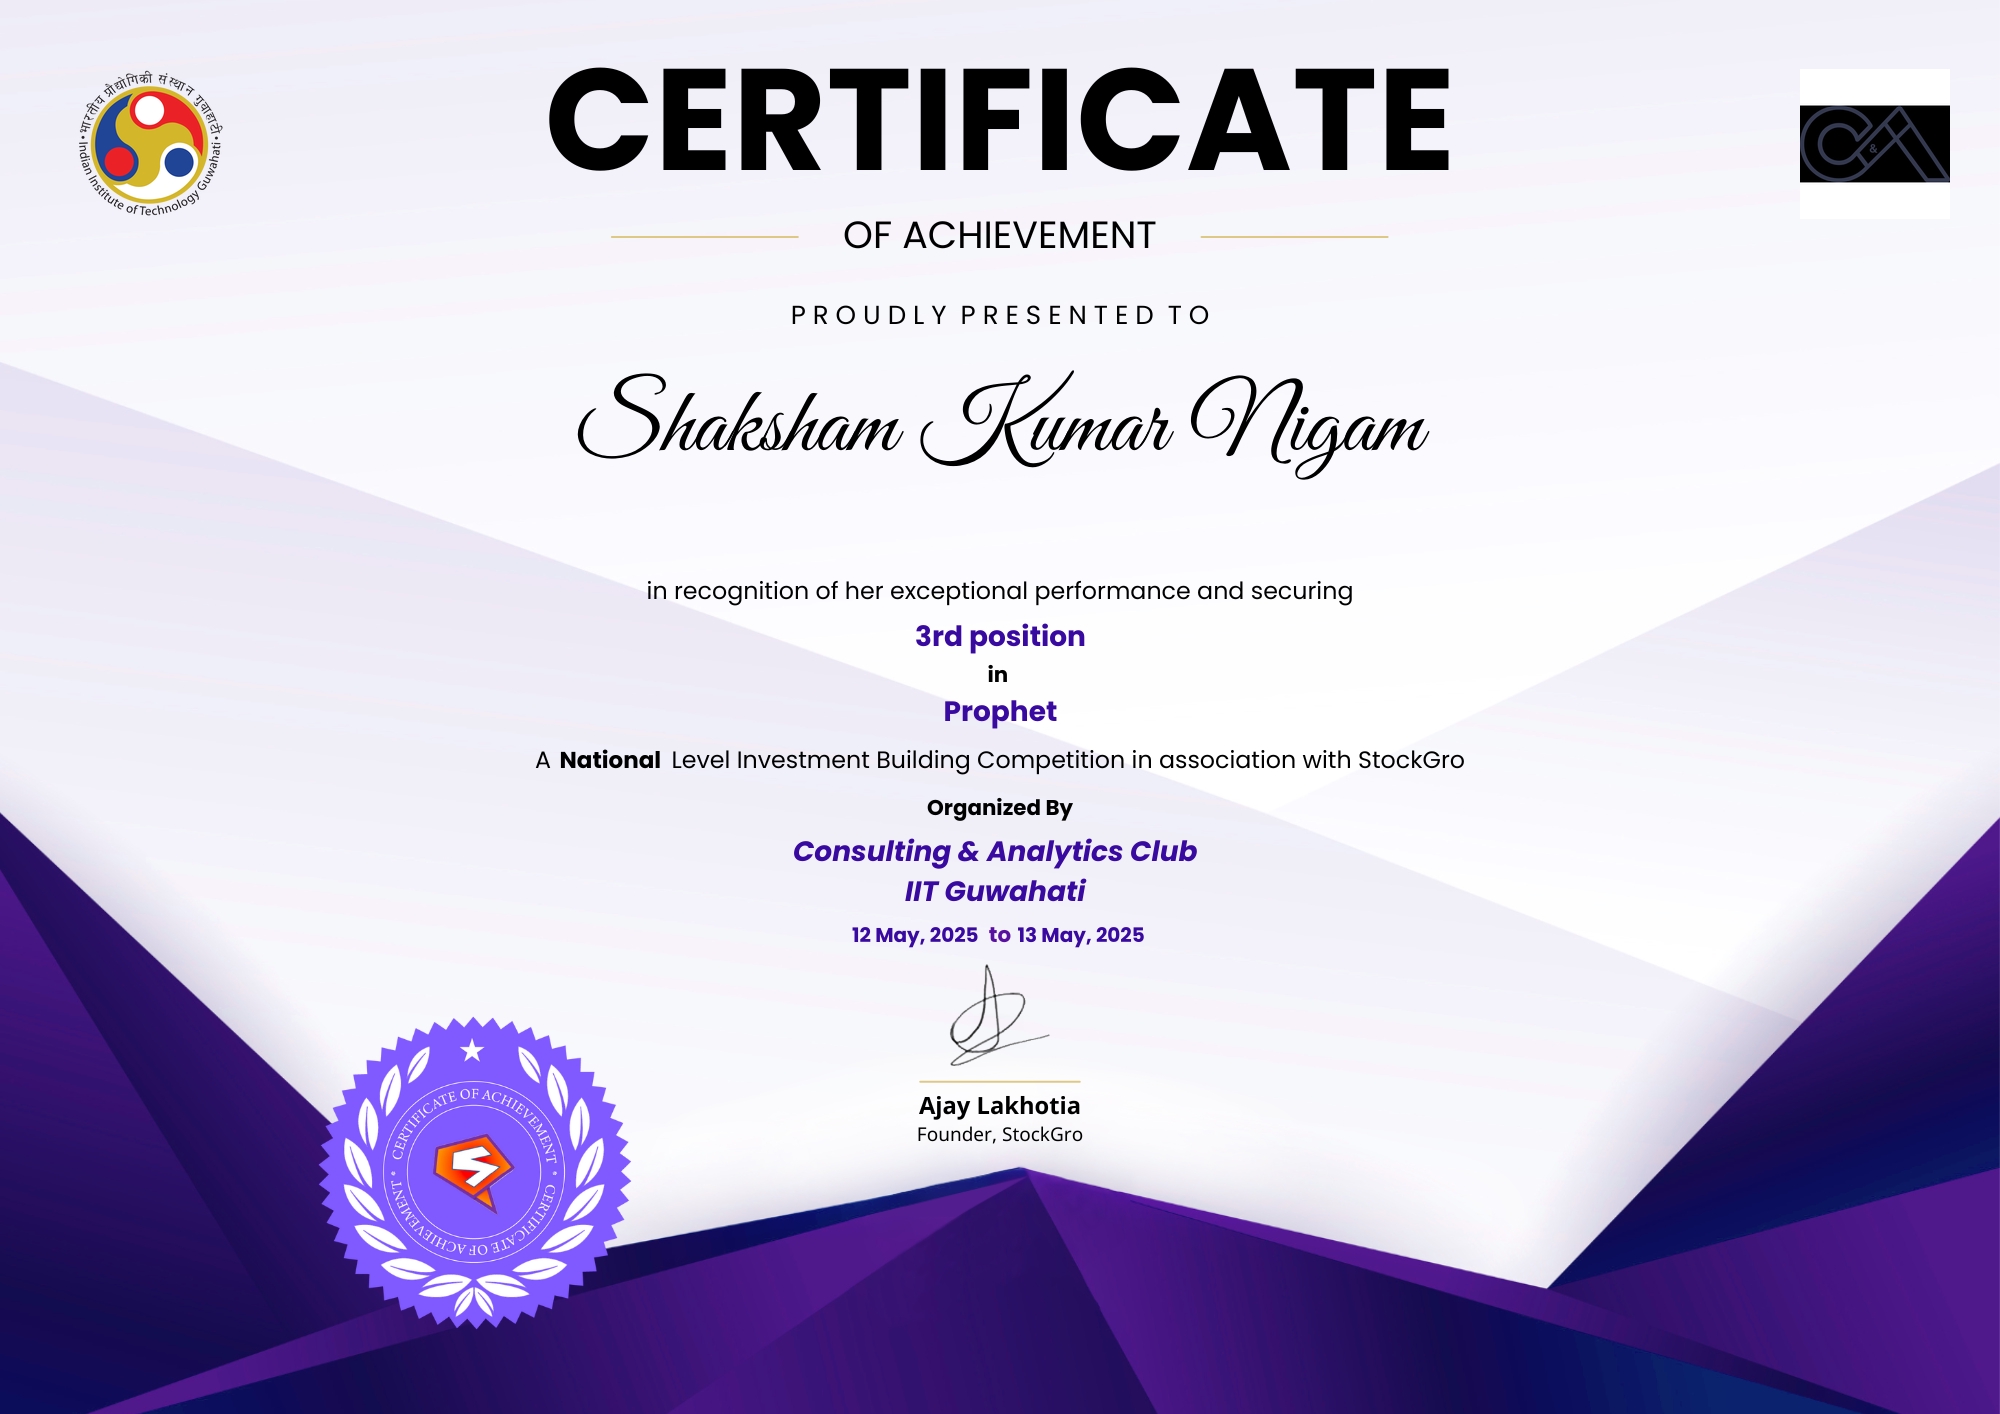 भारतीय प्रौद्योगिकी संस्थान गुवाहाटी
Indian Institute of Technology Guwahati
C&A
CERTIFICATE
OF ACHIEVEMENT
PROUDLY PRESENTED TO
Shaksham Kumar Nigam
in recognition of her exceptional performance and securing
3rd position
in
Prophet
A National Level Investment Building Competition in association with StockGro
Organized By
Consulting & Analytics Club
IIT Guwahati
12 May, 2025 to 13 May, 2025
Ajay Lakhotia
Founder, StockGro
CERTIFICATE OF ACHIEVEMENT
CERTIFICATE OF ACHIEVEMENT